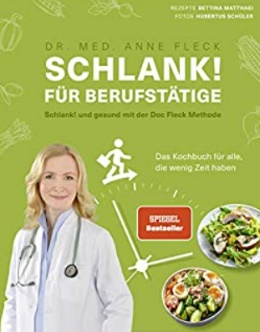 REZEPTE BETTINA MATTHAEI
FOTOS HUBERTUS SCHÜLER
DR. MED. ANNE FLECK
SCHLANK!
FÜR BERUFSTÄTIGE
Schlank! und gesund mit der Doc Fleck Methode
Das Kochbuch für alle,
die wenig Zeit haben
SPIEGEL
Bestseller